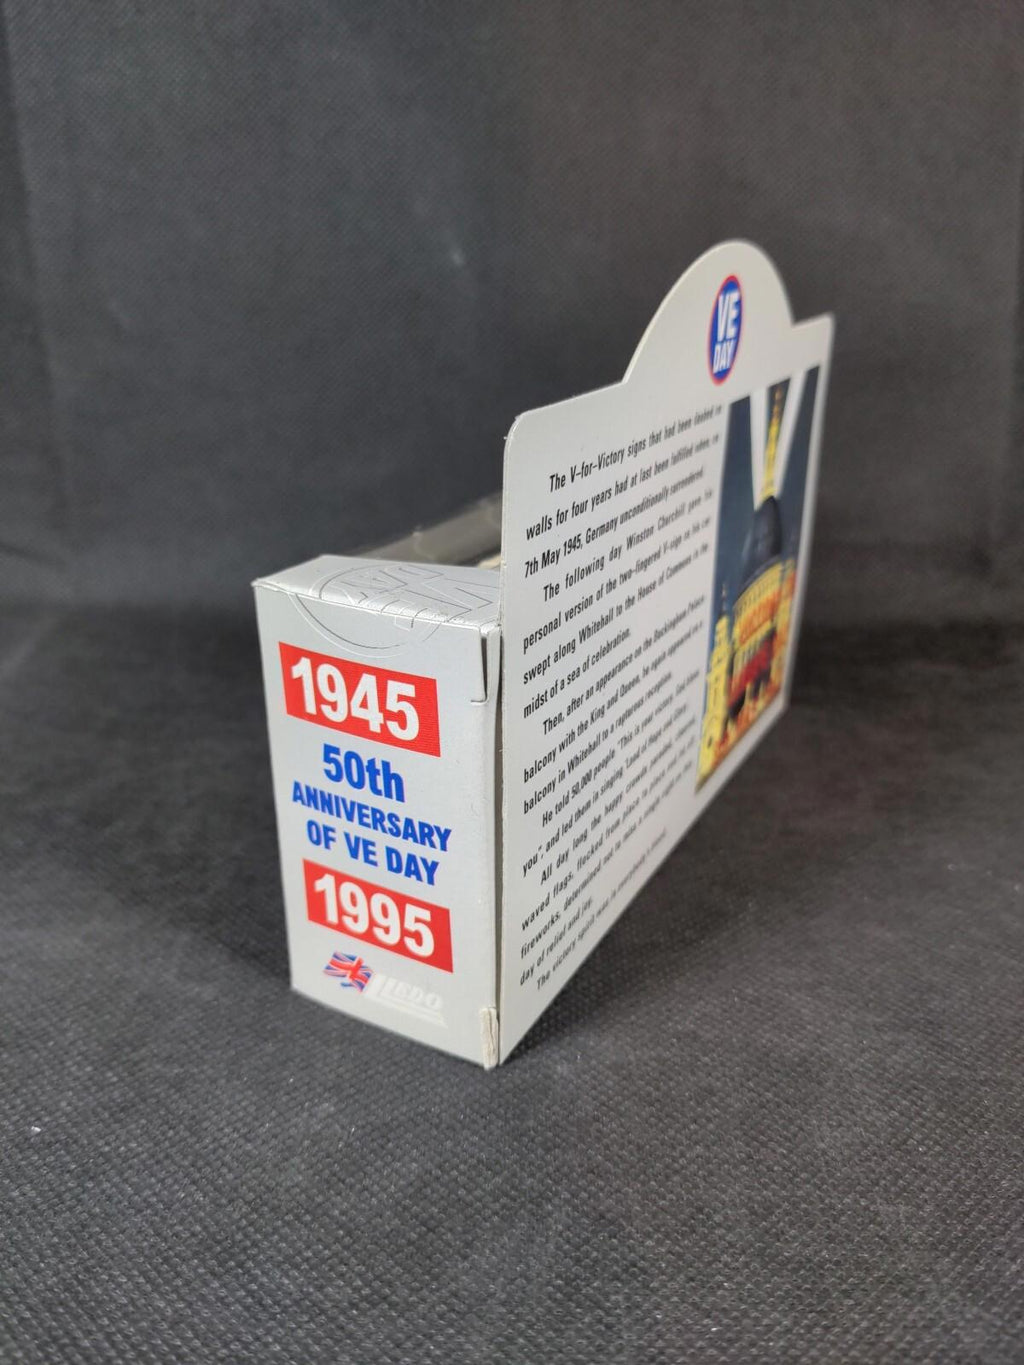 1945
50th
ANNIVERSARY
OF VE DAY
1995
LLEDO
VE
DAY
The V-for-Victory signs that had been daubed on
walls for four years had at last been fulfilled when, on
7th May 1945, Germany unconditionally surrendered.
The following day Winston Churchill gave his
personal version of the two-fingered V-sign as his car
swept along Whitehall to the House of Commons in the
midst of a sea of celebration.
Then, after an appearance on the Buckingham Palace
balcony with the King and Queen, he again appeared on a
balcony in Whitehall to a rapturous reception.
He told 50,000 people "This is your victory, God bless
you", and led them in singing 'Land of Hope and Glory'.
All day long the happy crowds paraded, cheered,
waved flags, flocked from place to place and let off
fireworks, determined not to make a single
day of relief and joy.
The victory spirit was in everybody's